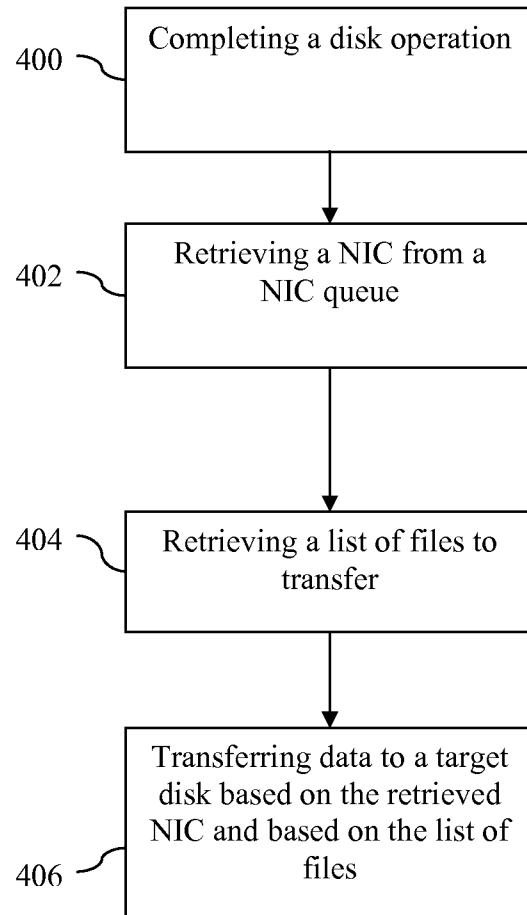 400
Completing a disk operation
402
Retrieving a NIC from a
NIC queue
404
Retrieving a list of files to
transfer
406
Transferring data to a target
disk based on the retrieved
NIC and based on the list of
files